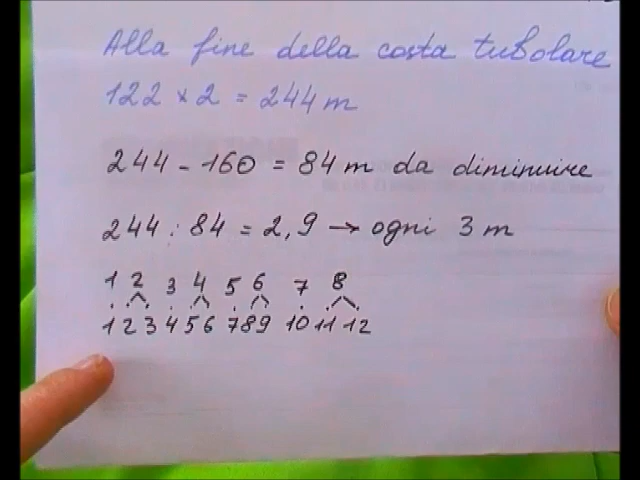 Alla fine della costa tubolare
122 x 2 = 244 m
244 - 160 = 84 m da diminuire
244 : 84 = 2,9 → ogni 3 m
1 2 3 4 5 6 7 8
1 2 3 4 5 6 7 8 9 10 11 12